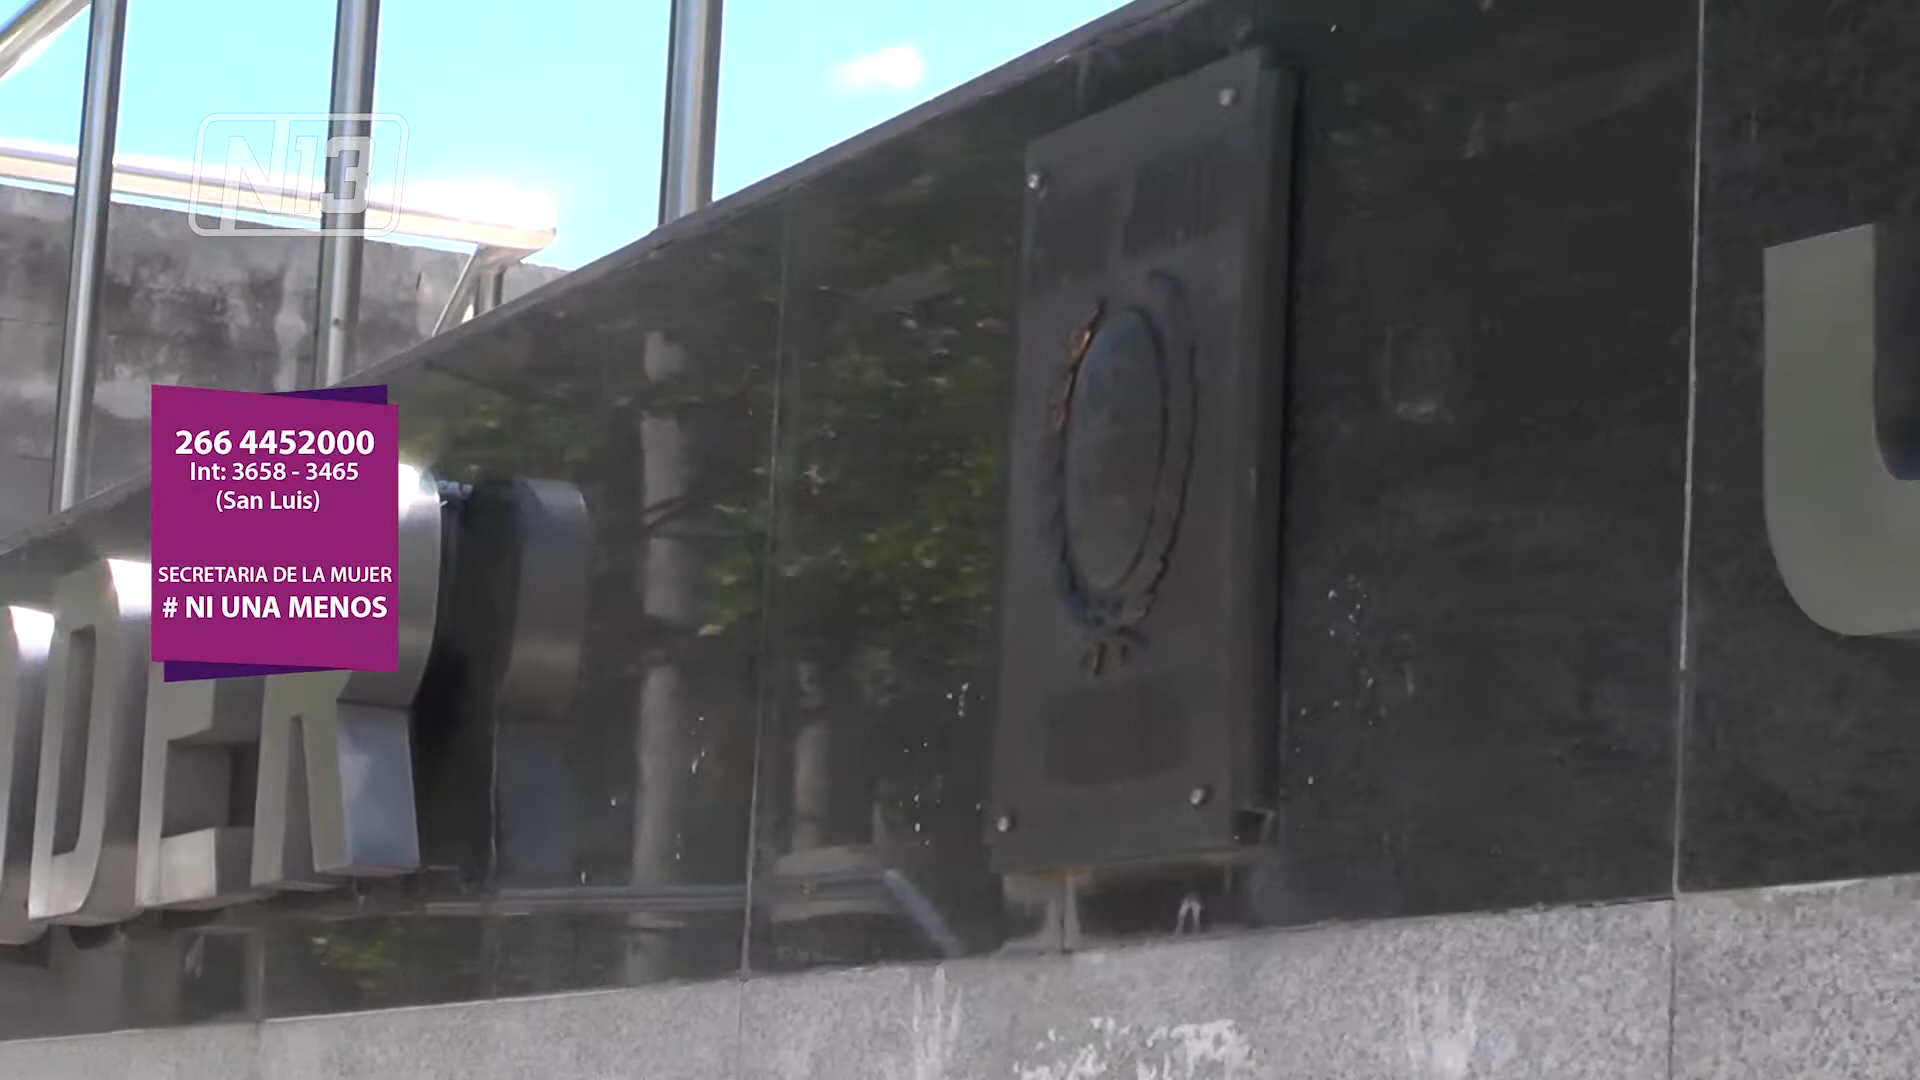 N13
266 4452000
Int: 3658 - 3465
(San Luis)
SECRETARIA DE LA MUJER
# NI UNA MENOS
DER
J